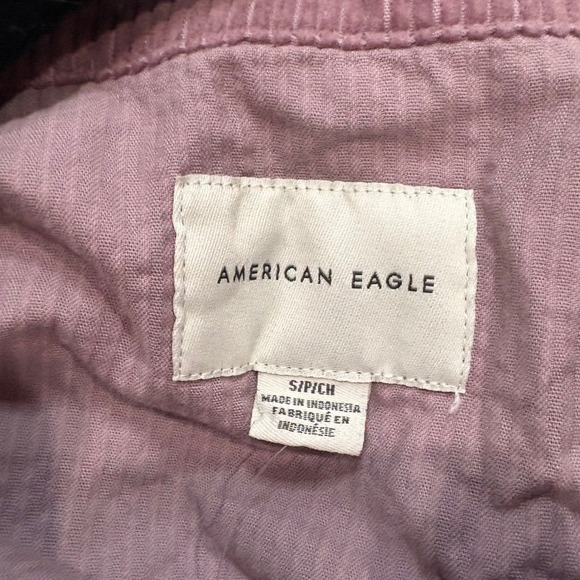 AMERICAN EAGLE
S/P/CH
MADE IN INDONESIA
FABRIQUÉ EN
INDONÉSIE